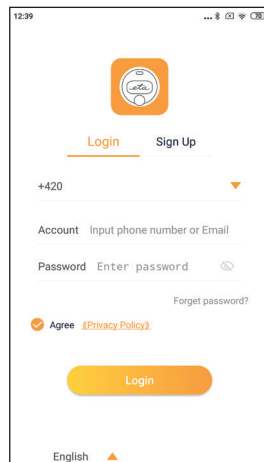 12:39
70
eta
Login Sign Up
+420
Account Input phone number or Email
Password Enter password
Forget password?
Agree 《Privacy Policy》
Login
English